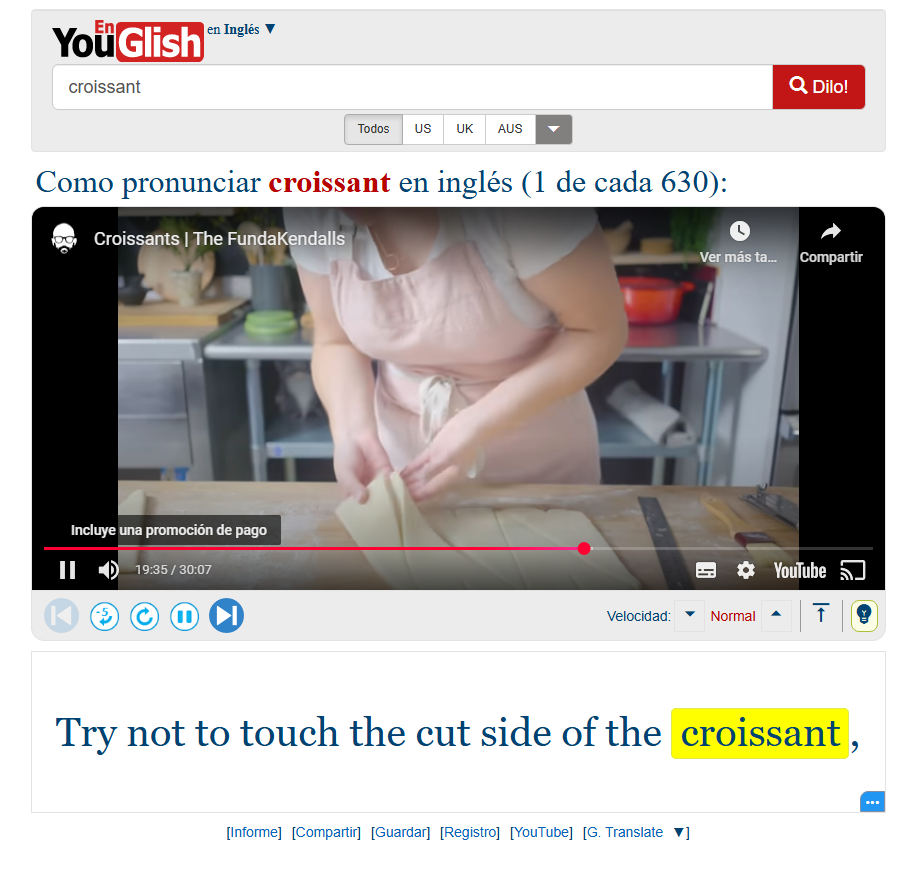 En
YouGlish
en Inglés ▼
croissant
Dilo!
Todos US UK AUS
Como pronunciar croissant en inglés (1 de cada 630):
Croissants | The FundaKendalls
Ver más ta...
Compartir
Incluye una promoción de pago
19:35 / 30:07
YouTube
-5
Velocidad: Normal
Try not to touch the cut side of the croissant,
[Informe] [Compartir] [Guardar] [Registro] [YouTube] [G. Translate ▼]